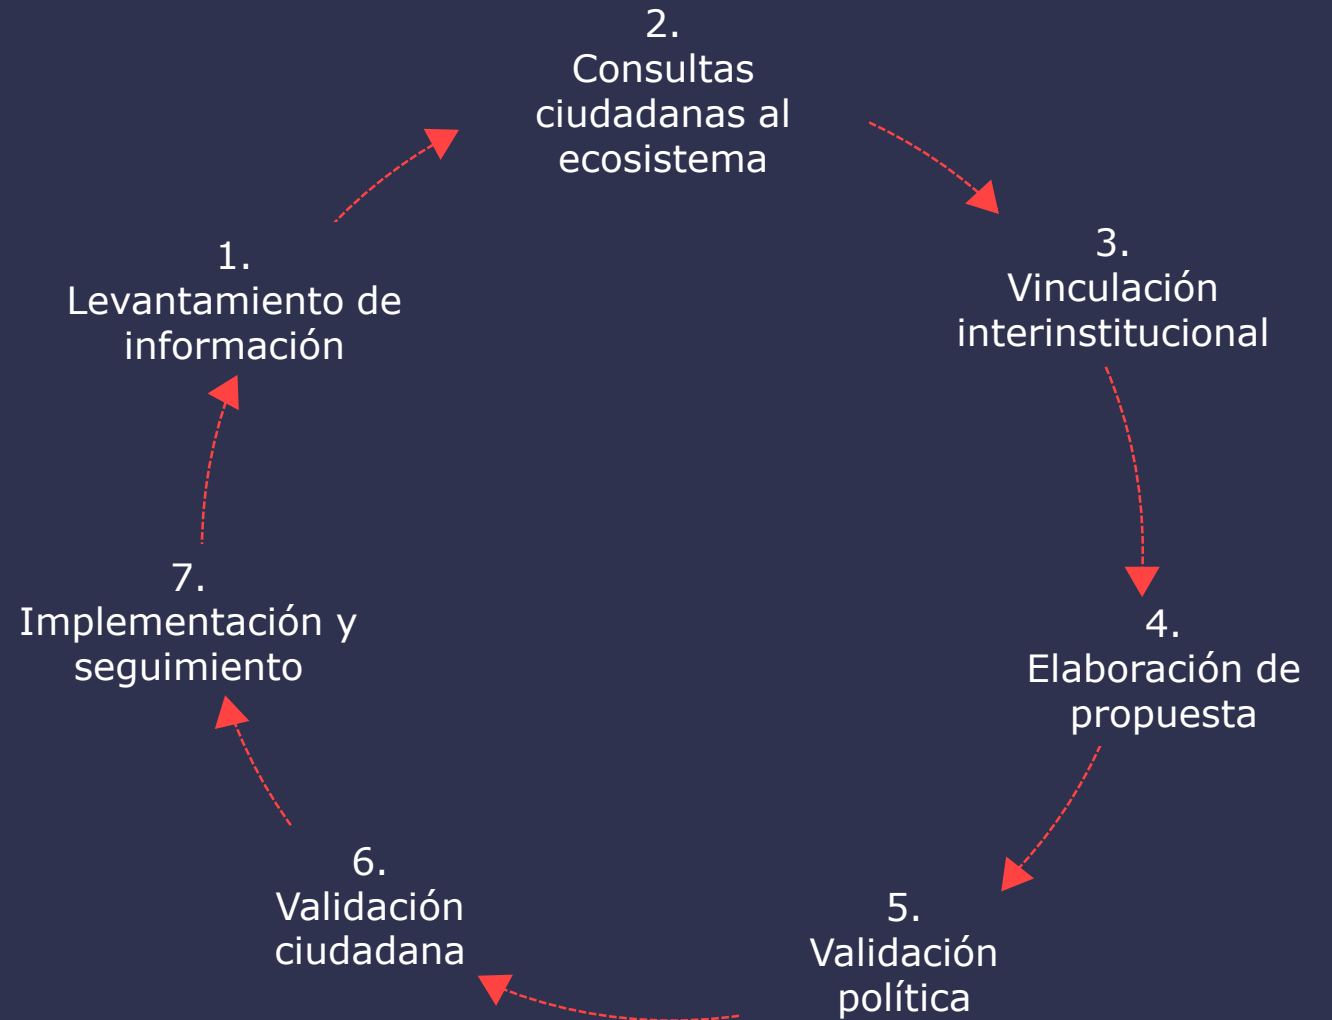 1.
Levantamiento de
información
2.
Consultas
ciudadanas al
ecosistema
3.
Vinculación
interinstitucional
4.
Elaboración de
propuesta
5.
Validación
política
6.
Validación
ciudadana
7.
Implementación y
seguimiento